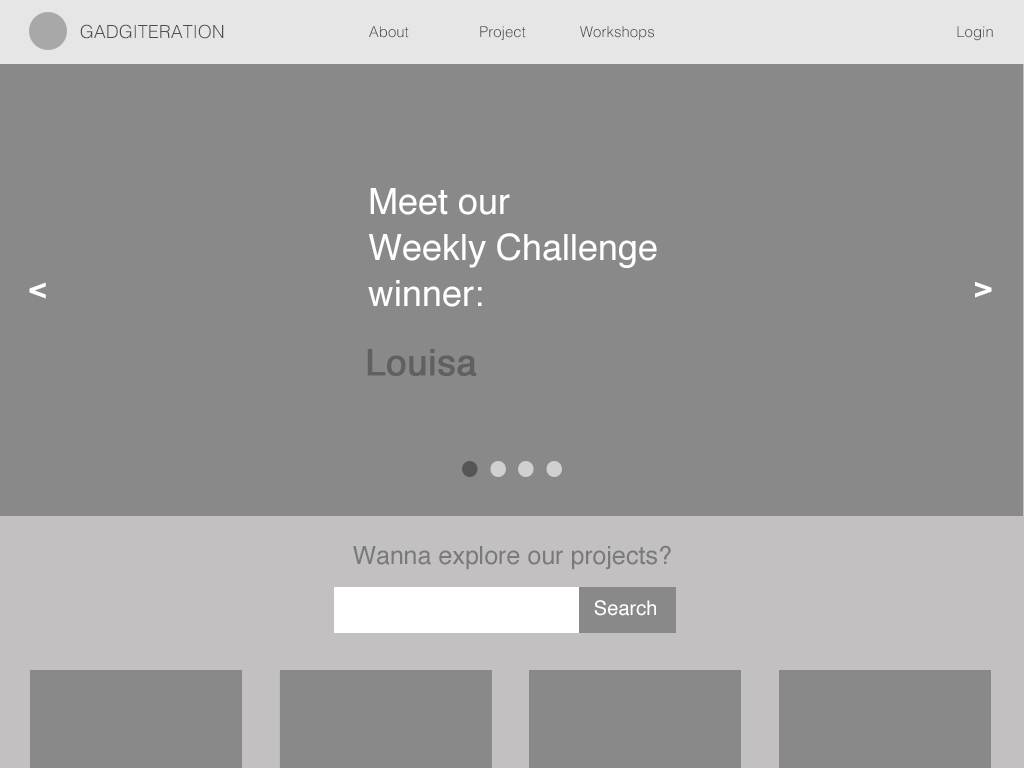 GADGITERATION
About
Project
Workshops
Login
Meet our
Weekly Challenge
winner:
<
>
Louisa
Wanna explore our projects?
Search